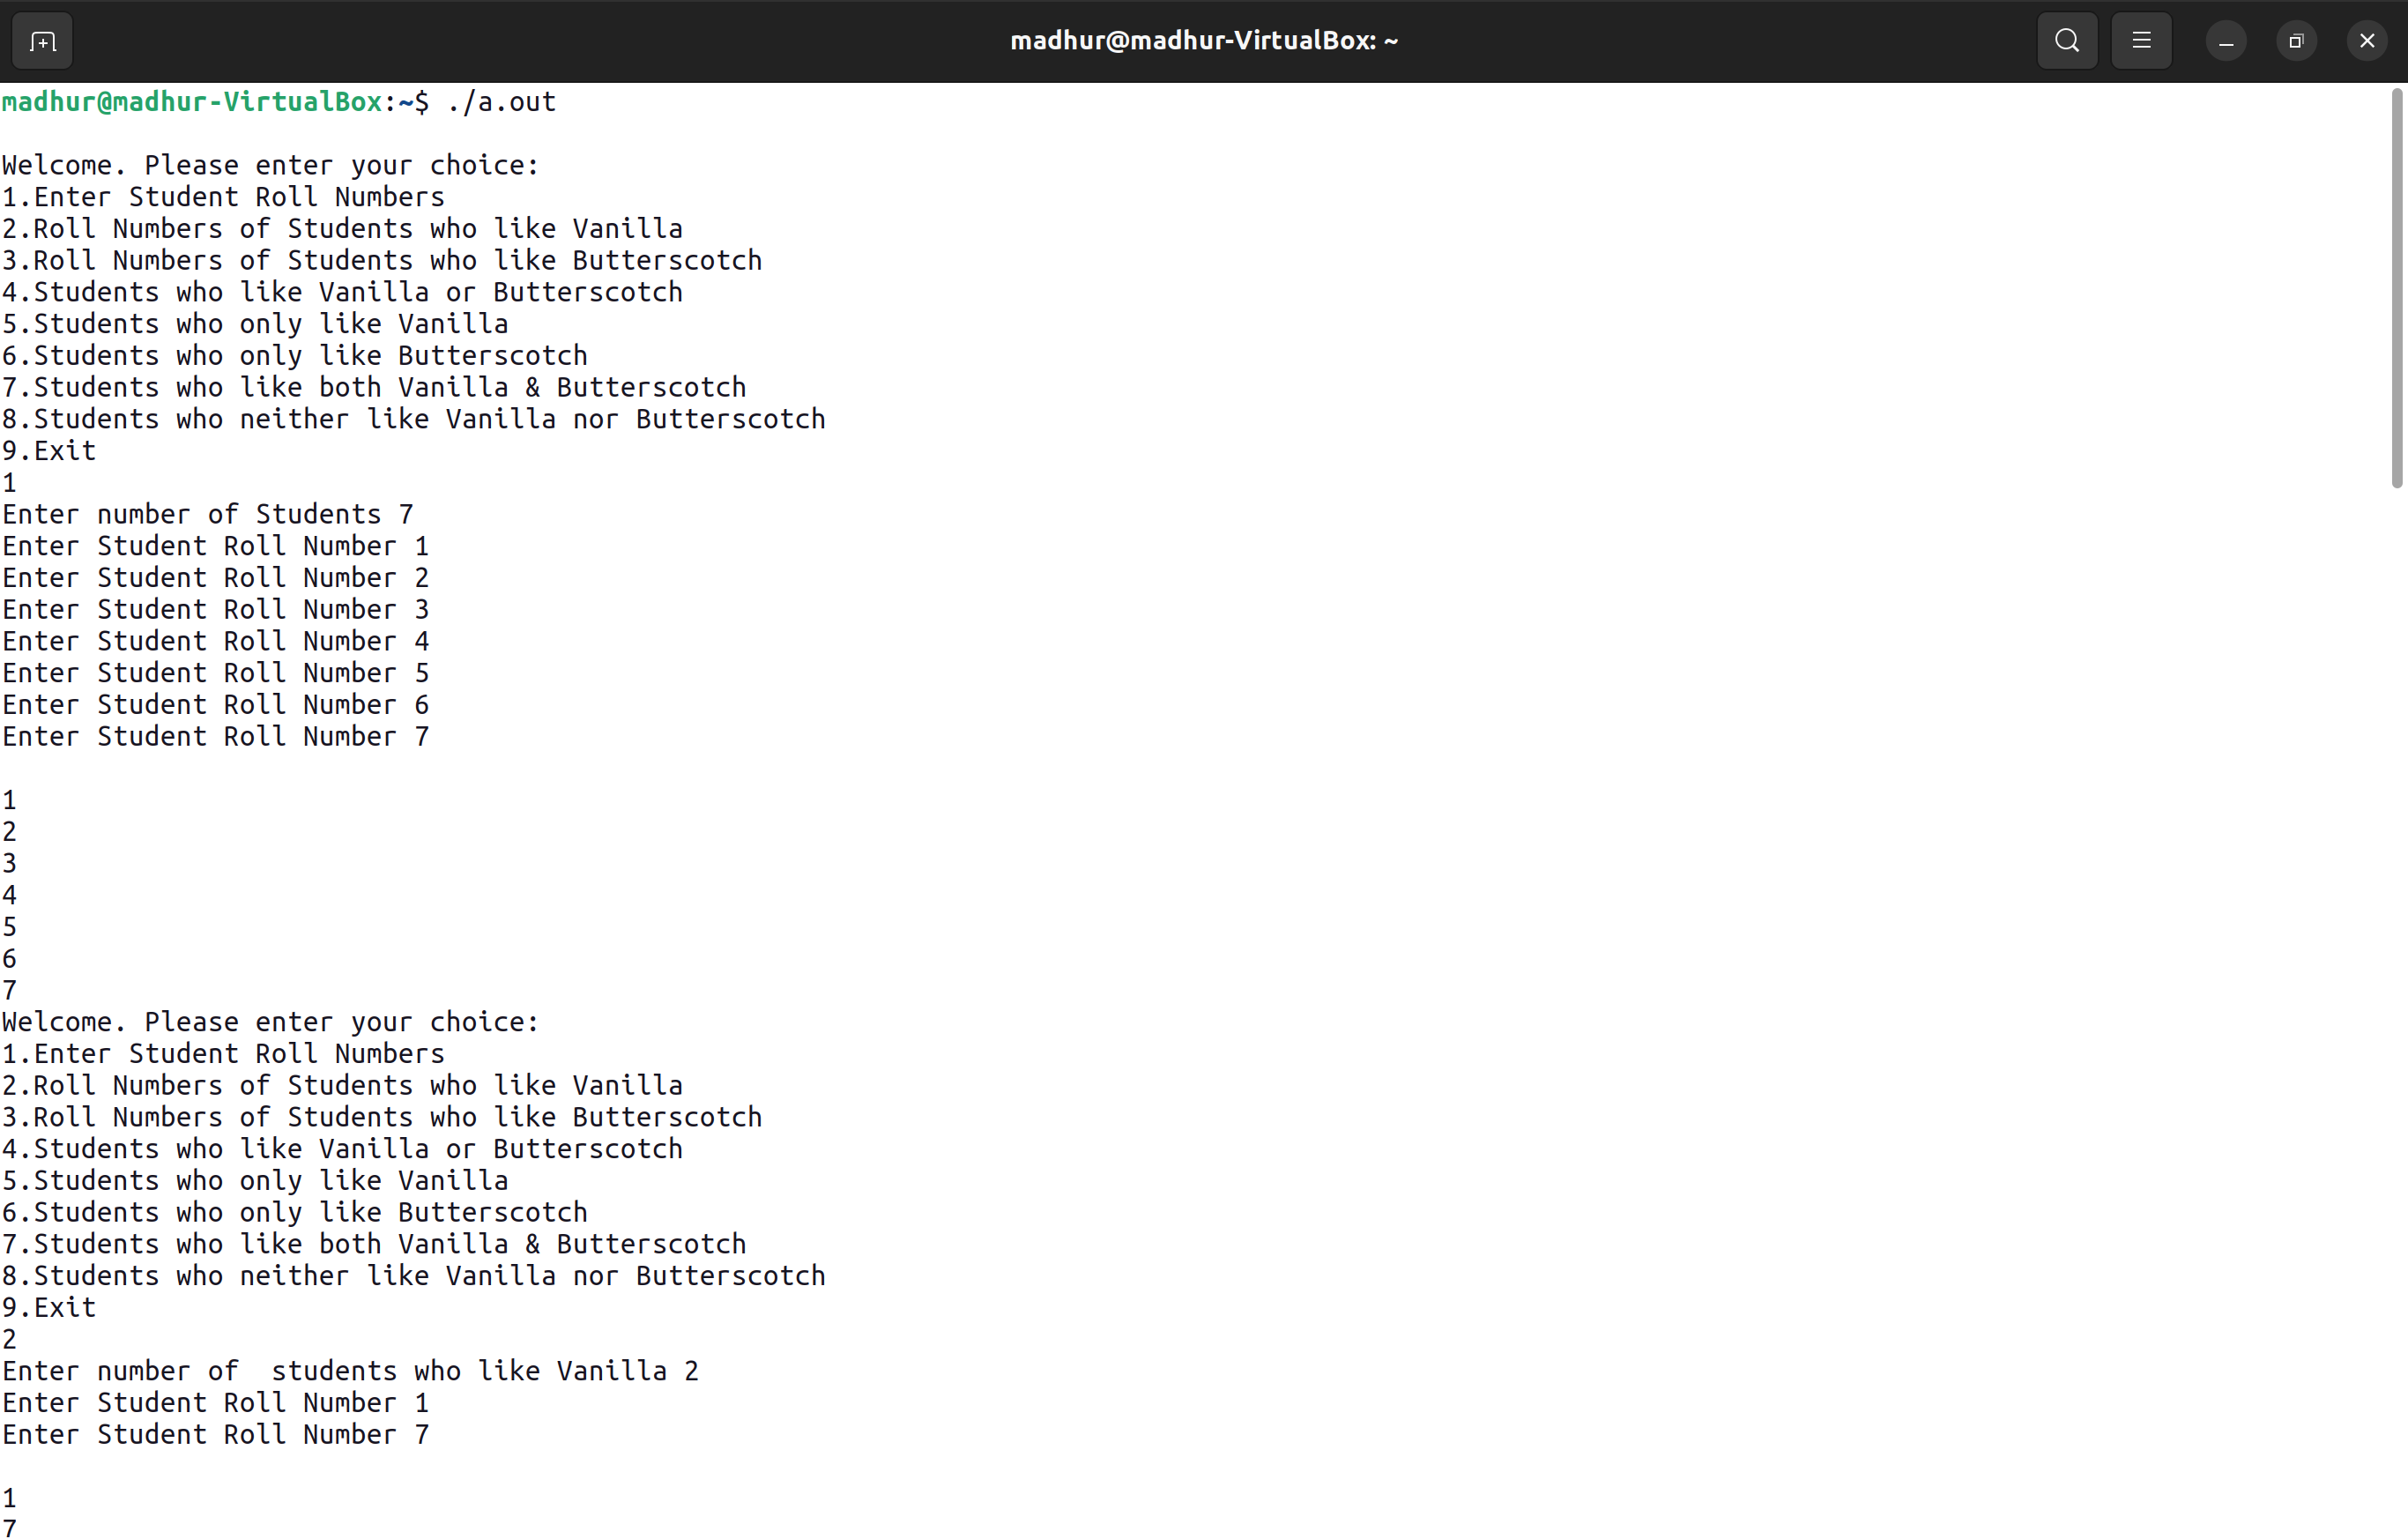 madhur@madhur-VirtualBox: ~
madhur@madhur-VirtualBox:~$ ./a.out
Welcome. Please enter your choice:
1.Enter Student Roll Numbers
2.Roll Numbers of Students who like Vanilla
3.Roll Numbers of Students who like Butterscotch
4.Students who like Vanilla or Butterscotch
5.Students who only like Vanilla
6.Students who only like Butterscotch
7.Students who like both Vanilla & Butterscotch
8.Students who neither like Vanilla nor Butterscotch
9.Exit
1
Enter number of Students 7
Enter Student Roll Number 1
Enter Student Roll Number 2
Enter Student Roll Number 3
Enter Student Roll Number 4
Enter Student Roll Number 5
Enter Student Roll Number 6
Enter Student Roll Number 7
1
2
3
4
5
6
7
Welcome. Please enter your choice:
1.Enter Student Roll Numbers
2.Roll Numbers of Students who like Vanilla
3.Roll Numbers of Students who like Butterscotch
4.Students who like Vanilla or Butterscotch
5.Students who only like Vanilla
6.Students who only like Butterscotch
7.Students who like both Vanilla & Butterscotch
8.Students who neither like Vanilla nor Butterscotch
9.Exit
2
Enter number of  students who like Vanilla 2
Enter Student Roll Number 1
Enter Student Roll Number 7
1
7